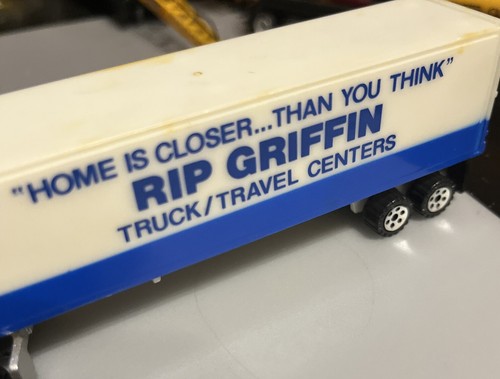 "HOME IS CLOSER...THAN YOU THINK"
RIP GRIFFIN
TRUCK/TRAVEL CENTERS